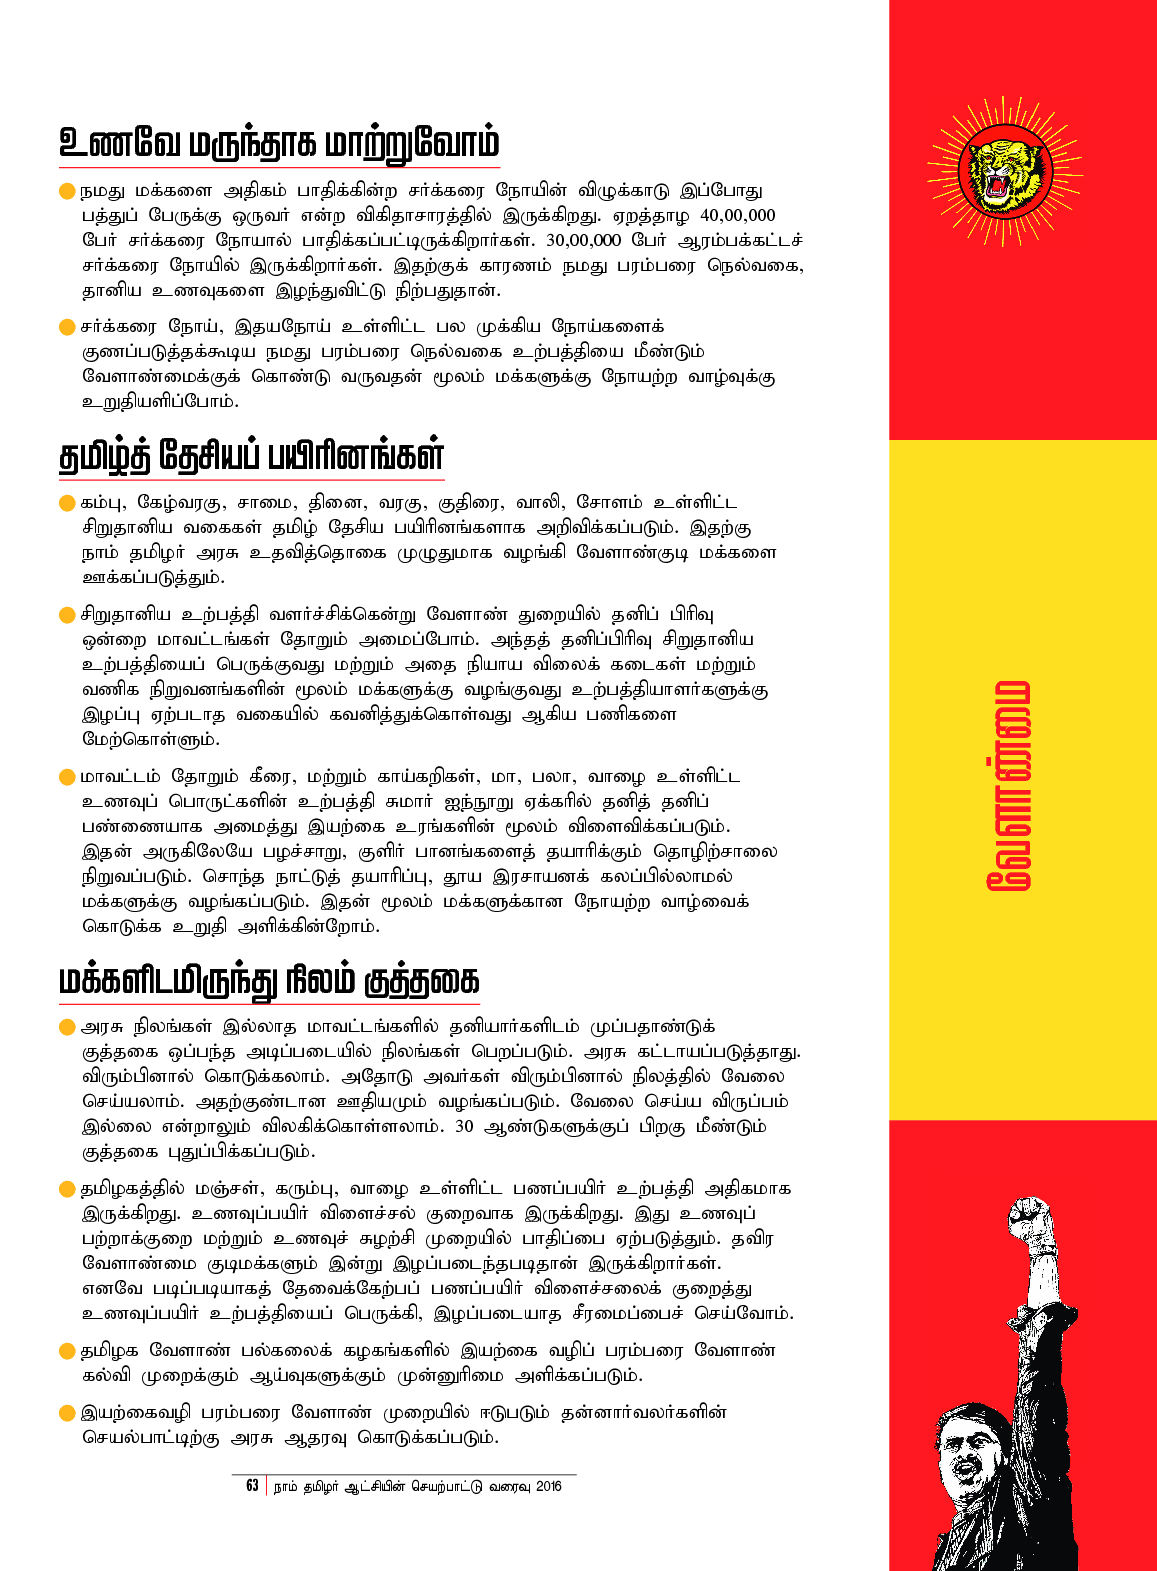 உணவே மருந்தாக மாற்றுவோம்
நமது மக்களை அதிகம் பாதிக்கின்ற சர்க்கரை நோயின் விழுக்காடு இப்போது
பத்துப் பேருக்கு ஒருவர் என்ற விகிதாசாரத்தில் இருக்கிறது. ஏறத்தாழ 40,00,000
பேர் சர்க்கரை நோயால் பாதிக்கப்பட்டிருக்கிறார்கள். 30,00,000 பேர் ஆரம்பக்கட்டச்
சர்க்கரை நோயில் இருக்கிறார்கள். இதற்குக் காரணம் நமது பரம்பரை நெல்வகை,
தானிய உணவுகளை இழந்துவிட்டு நிற்பதுதான்.
சர்க்கரை நோய், இதயநோய் உள்ளிட்ட பல முக்கிய நோய்களைக்
குணப்படுத்தக்கூடிய நமது பரம்பரை நெல்வகை உற்பத்தியை மீண்டும்
வேளாண்மைக்குக் கொண்டு வருவதன் மூலம் மக்களுக்கு நோயற்ற வாழ்வுக்கு
உறுதியளிப்போம்.
தமிழ்த் தேசியப் பயிரினங்கள்
கம்பு, கேழ்வரகு, சாமை, தினை, வரகு, குதிரை, வாலி, சோளம் உள்ளிட்ட
சிறுதானிய வகைகள் தமிழ் தேசிய பயிரினங்களாக அறிவிக்கப்படும். இதற்கு
நாம் தமிழர் அரசு உதவித்தொகை முழுதுமாக வழங்கி வேளாண்குடி மக்களை
ஊக்கப்படுத்தும்.
சிறுதானிய உற்பத்தி வளர்ச்சிக்கென்று வேளாண் துறையில் தனிப் பிரிவு
ஒன்றை மாவட்டங்கள் தோறும் அமைப்போம். அந்தத் தனிப்பிரிவு சிறுதானிய
உற்பத்தியைப் பெருக்குவது மற்றும் அதை நியாய விலைக் கடைகள் மற்றும்
வணிக நிறுவனங்களின் மூலம் மக்களுக்கு வழங்குவது உற்பத்தியாளர்களுக்கு
இழப்பு ஏற்படாத வகையில் கவனித்துக்கொள்வது ஆகிய பணிகளை
மேற்கொள்ளும்.
மாவட்டம் தோறும் கீரை, மற்றும் காய்கறிகள், மா, பலா, வாழை உள்ளிட்ட
உணவுப் பொருட்களின் உற்பத்தி சுமார் ஐந்நூறு ஏக்கரில் தனித் தனிப்
பண்ணையாக அமைத்து இயற்கை உரங்களின் மூலம் விளைவிக்கப்படும்.
இதன் அருகிலேயே பழச்சாறு, குளிர் பானங்களைத் தயாரிக்கும் தொழிற்சாலை
நிறுவப்படும். சொந்த நாட்டுத் தயாரிப்பு, தூய இரசாயனக் கலப்பில்லாமல்
மக்களுக்கு வழங்கப்படும். இதன் மூலம் மக்களுக்கான நோயற்ற வாழ்வைக்
கொடுக்க உறுதி அளிக்கின்றோம்.
மக்களிடமிருந்து நிலம் குத்தகை
அரசு நிலங்கள் இல்லாத மாவட்டங்களில் தனியார்களிடம் முப்பதாண்டுக்
குத்தகை ஒப்பந்த அடிப்படையில் நிலங்கள் பெறப்படும். அரசு கட்டாயப்படுத்தாது.
விரும்பினால் கொடுக்கலாம். அதோடு அவர்கள் விரும்பினால் நிலத்தில் வேலை
செய்யலாம். அதற்குண்டான ஊதியமும் வழங்கப்படும். வேலை செய்ய விருப்பம்
இல்லை என்றாலும் விலகிக்கொள்ளலாம். 30 ஆண்டுகளுக்குப் பிறகு மீண்டும்
குத்தகை புதுப்பிக்கப்படும்.
தமிழகத்தில் மஞ்சள், கரும்பு, வாழை உள்ளிட்ட பணப்பயிர் உற்பத்தி அதிகமாக
இருக்கிறது. உணவுப்பயிர் விளைச்சல் குறைவாக இருக்கிறது. இது உணவுப்
பற்றாக்குறை மற்றும் உணவுச் சுழற்சி முறையில் பாதிப்பை ஏற்படுத்தும். தவிர
வேளாண்மை குடிமக்களும் இன்று இழப்படைந்தபடிதான் இருக்கிறார்கள்.
எனவே படிப்படியாகத் தேவைக்கேற்பப் பணப்பயிர் விளைச்சலைக் குறைத்து
உணவுப்பயிர் உற்பத்தியைப் பெருக்கி, இழப்படையாத சீரமைப்பைச் செய்வோம்.
தமிழக வேளாண் பல்கலைக் கழகங்களில் இயற்கை வழிப் பரம்பரை வேளாண்
கல்வி முறைக்கும் ஆய்வுகளுக்கும் முன்னுரிமை அளிக்கப்படும்.
இயற்கைவழி பரம்பரை வேளாண் முறையில் ஈடுபடும் தன்னார்வலர்களின்
செயல்பாட்டிற்கு அரசு ஆதரவு கொடுக்கப்படும்.
63 நாம் தமிழர் ஆட்சியின் செயற்பாட்டு வரைவு 2016
வேளாண்மை